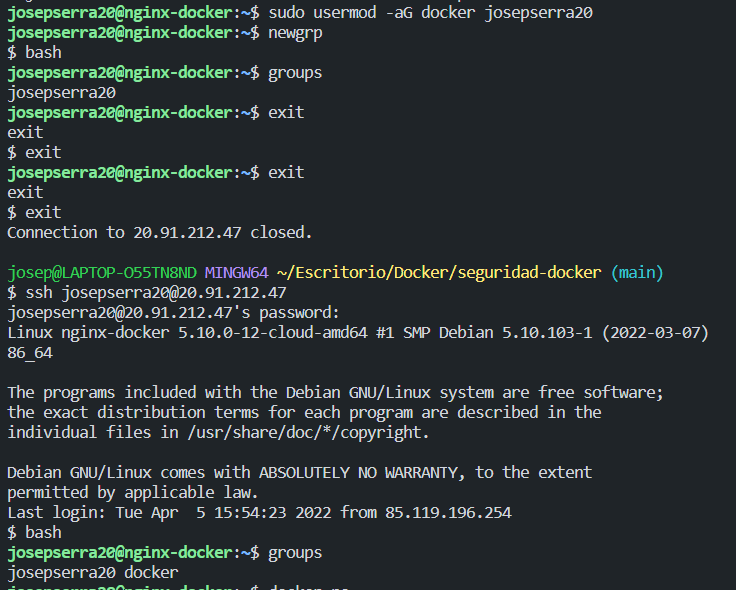 josepserra20@nginx-docker:~$ sudo usermod -aG docker josepserra20
josepserra20@nginx-docker:~$ newgrp
$ bash
josepserra20@nginx-docker:~$ groups
josepserra20
josepserra20@nginx-docker:~$ exit
exit
$ exit
josepserra20@nginx-docker:~$ exit
exit
$ exit
Connection to 20.91.212.47 closed.
josep@LAPTOP-O55TN8ND MINGW64 ~/Escritorio/Docker/seguridad-docker (main)
$ ssh josepserra20@20.91.212.47
josepserra20@20.91.212.47's password:
Linux nginx-docker 5.10.0-12-cloud-amd64 #1 SMP Debian 5.10.103-1 (2022-03-07)
86_64
The programs included with the Debian GNU/Linux system are free software;
the exact distribution terms for each program are described in the
individual files in /usr/share/doc/*/copyright.
Debian GNU/Linux comes with ABSOLUTELY NO WARRANTY, to the extent
permitted by applicable law.
Last login: Tue Apr  5 15:54:23 2022 from 85.119.196.254
$ bash
josepserra20@nginx-docker:~$ groups
josepserra20 docker
josepserra20@nginx-docker:~$